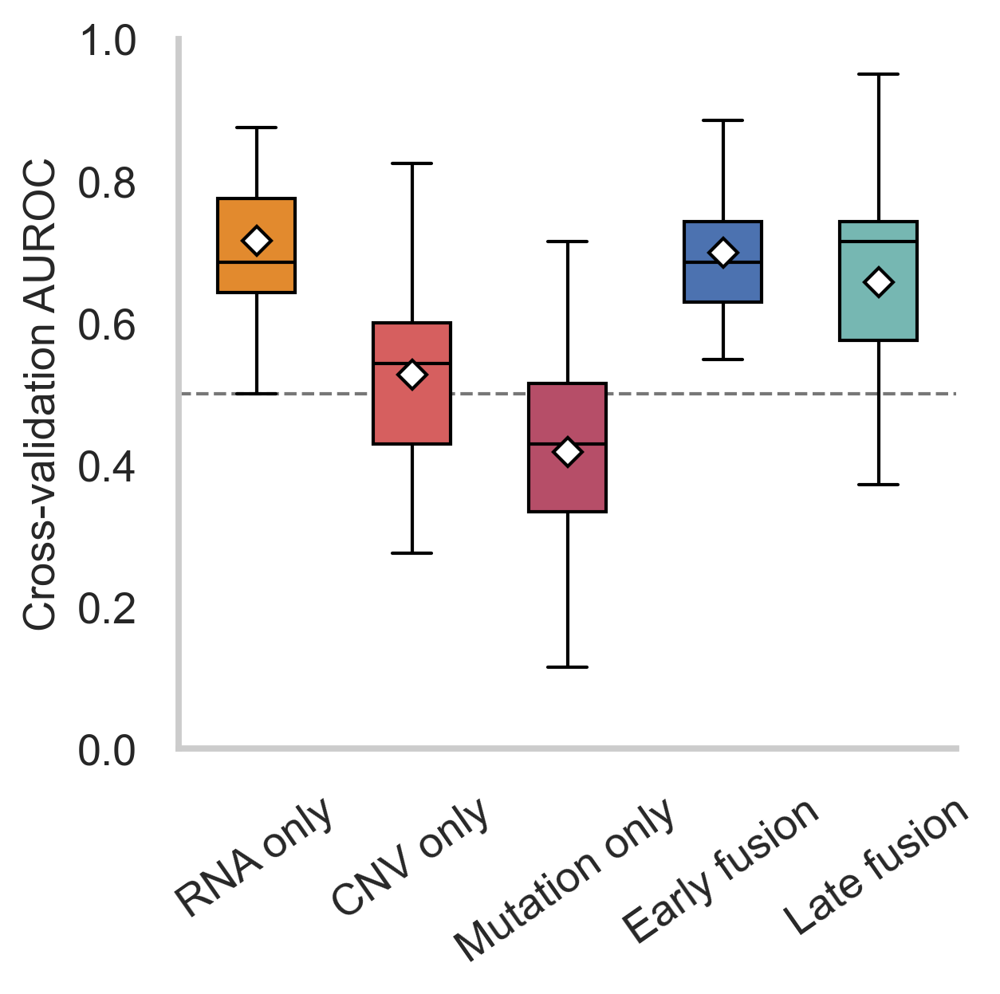 Cross-validation AUROC
1.0
0.8
0.6
0.4
0.2
0.0
RNA only
CNV only
Mutation only
Early fusion
Late fusion